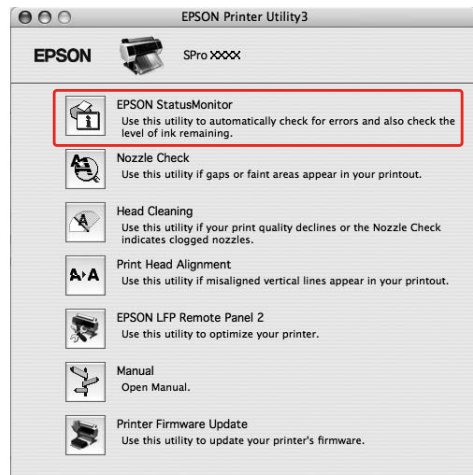 EPSON Printer Utility3
EPSON
SPro XXXX
EPSON StatusMonitor
Use this utility to automatically check for errors and also check the
level of ink remaining.
Nozzle Check
Use this utility if gaps or faint areas appear in your printout.
Head Cleaning
Use this utility if your print quality declines or the Nozzle Check
indicates clogged nozzles.
A▸A
Print Head Alignment
Use this utility if misaligned vertical lines appear in your printout.
EPSON LFP Remote Panel 2
Use this utility to optimize your printer.
Manual
Open Manual.
Printer Firmware Update
Use this utility to update your printer's firmware.